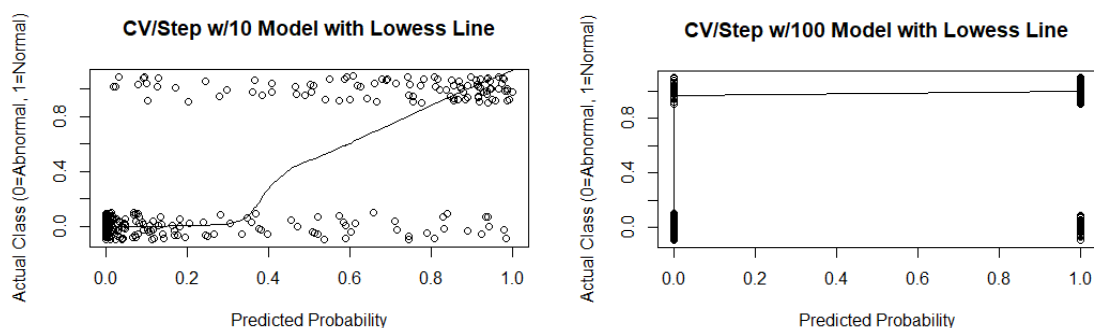 CV/Step w/10 Model with Lowess Line
Actual Class (0=Abnormal, 1=Normal)
0.8
0.4
0.0
0.0 0.2 0.4 0.6 0.8 1.0
Predicted Probability
CV/Step w/100 Model with Lowess Line
Actual Class (0=Abnormal, 1=Normal)
0.8
0.4
0.0
0.0 0.2 0.4 0.6 0.8 1.0
Predicted Probability